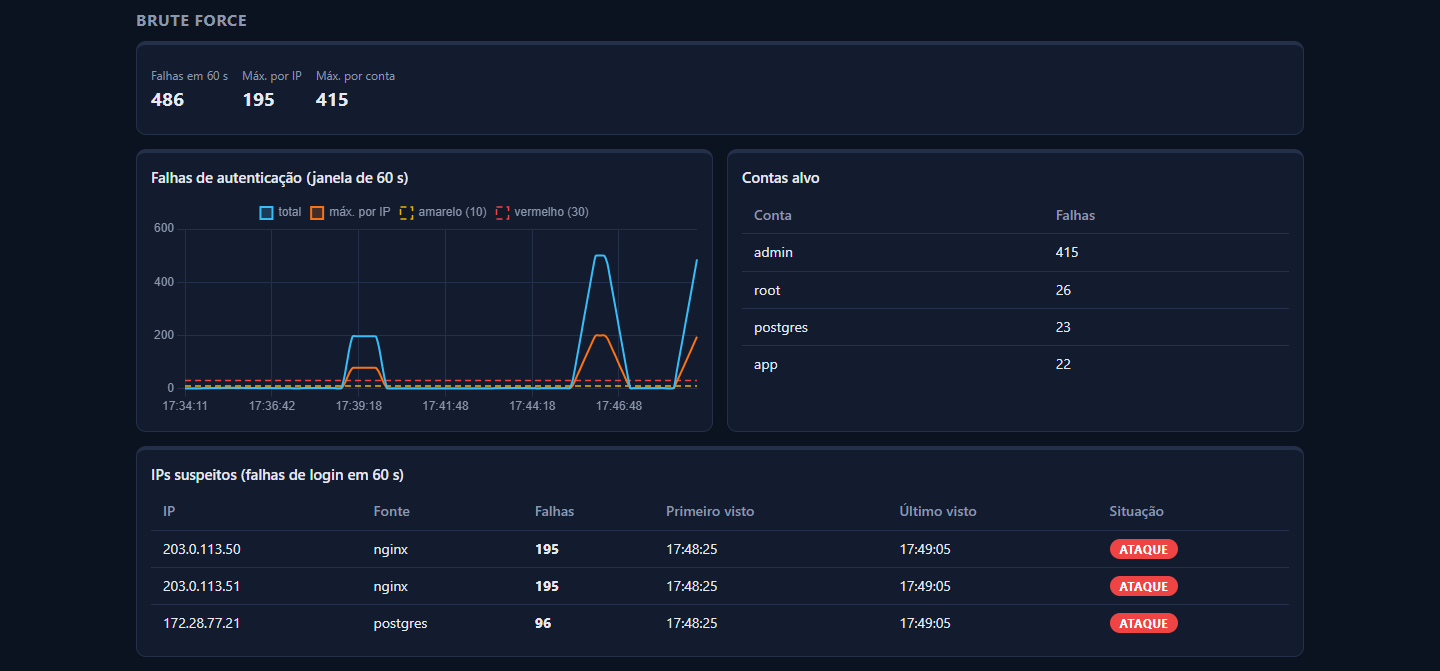 BRUTE FORCE
Falhas em 60 s Máx. por IP Máx. por conta
486 195 415
Falhas de autenticação (janela de 60 s)
total máx. por IP amarelo (10) vermelho (30)
600
400
200
0
17:34:11 17:36:42 17:39:18 17:41:48 17:44:18 17:46:48
Contas alvo
Conta Falhas
admin 415
root 26
postgres 23
app 22
IPs suspeitos (falhas de login em 60 s)
IP Fonte Falhas Primeiro visto Último visto Situação
203.0.113.50 nginx 195 17:48:25 17:49:05 ATAQUE
203.0.113.51 nginx 195 17:48:25 17:49:05 ATAQUE
172.28.77.21 postgres 96 17:48:25 17:49:05 ATAQUE